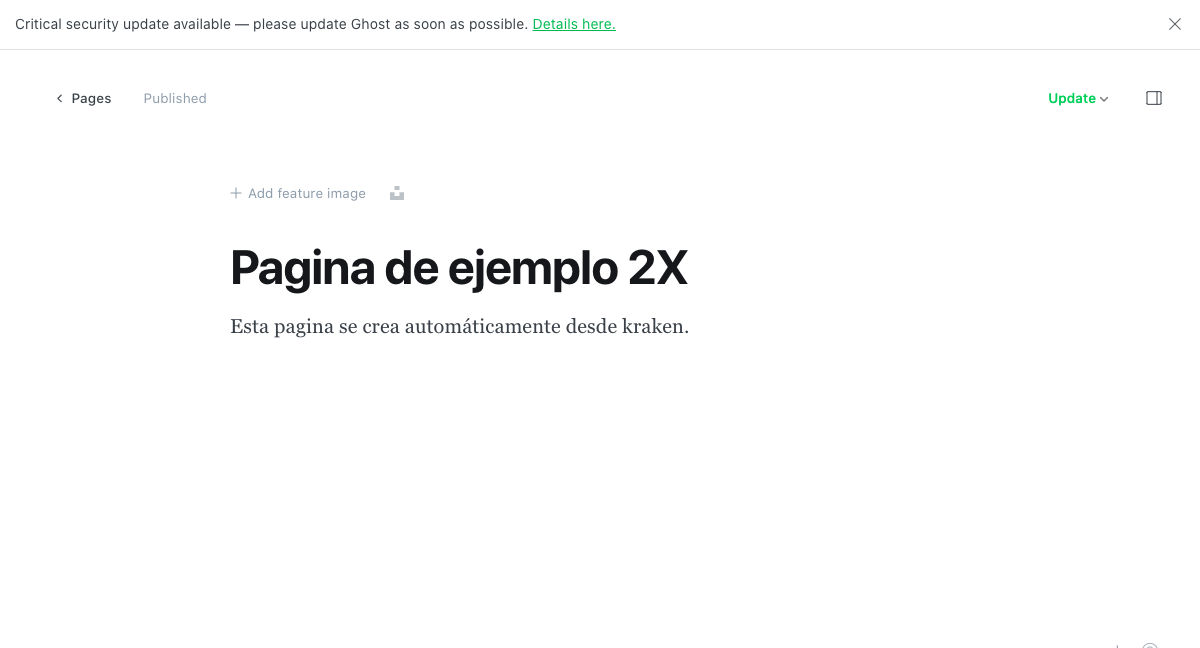 Critical security update available — please update Ghost as soon as possible. Details here.
Pages
Published
Update
Add feature image
Pagina de ejemplo 2X
Esta pagina se crea automáticamente desde kraken.